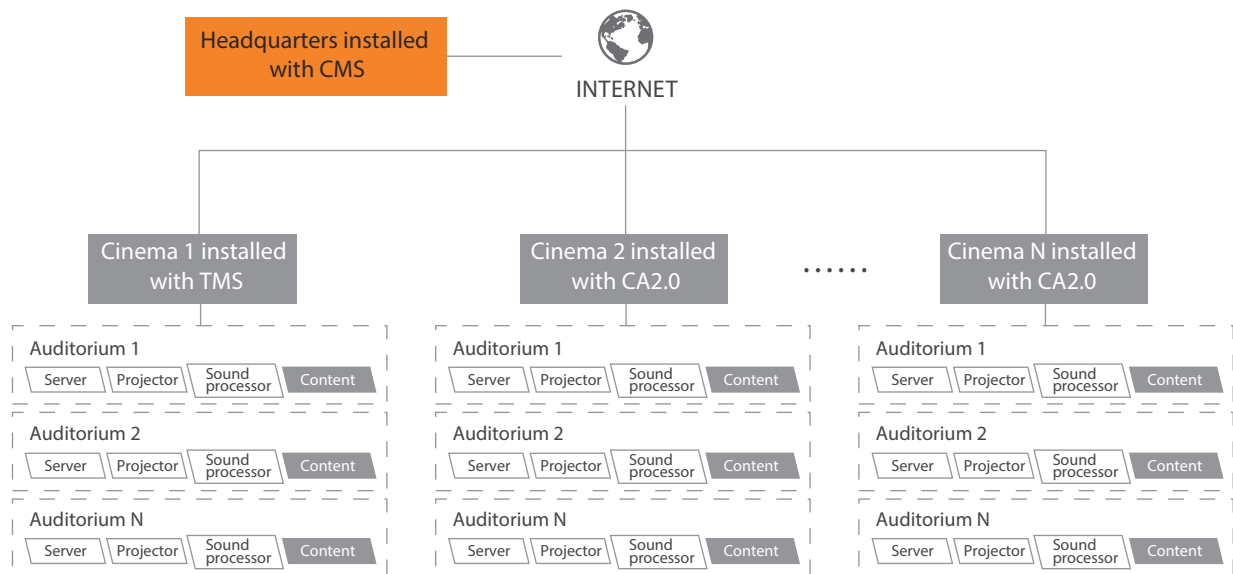 Headquarters installed
with CMS
INTERNET
Cinema 1 installed
with TMS
Cinema 2 installed
with CA2.0
......
Cinema N installed
with CA2.0
Auditorium 1
Server
Projector
Sound
processor
Content
Auditorium 2
Server
Projector
Sound
processor
Content
Auditorium N
Server
Projector
Sound
processor
Content
Auditorium 1
Server
Projector
Sound
processor
Content
Auditorium 2
Server
Projector
Sound
processor
Content
Auditorium N
Server
Projector
Sound
processor
Content
Auditorium 1
Server
Projector
Sound
processor
Content
Auditorium 2
Server
Projector
Sound
processor
Content
Auditorium N
Server
Projector
Sound
processor
Content